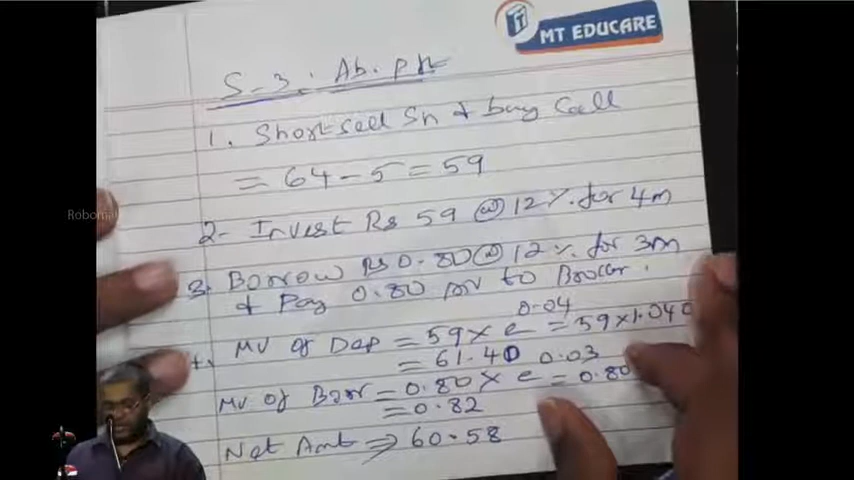 MT EDUCARE
S-3: Ab. Pft
1. Short sell Sh & buy Call
= 64 - 5 = 59
Roboma
2- Invest Rs 59 @ 12%. for 4m
3. Borrow Rs 0.80 @ 12%. for 3m
& Pay 0.80 to Broker.
MV of Dep = 59 × e 0.04 = 59×1.040
= 61.40
MV of Borr = 0.80 × e 0.03 = 0.80
= 0.82
Net Amt ⇒ 60.58